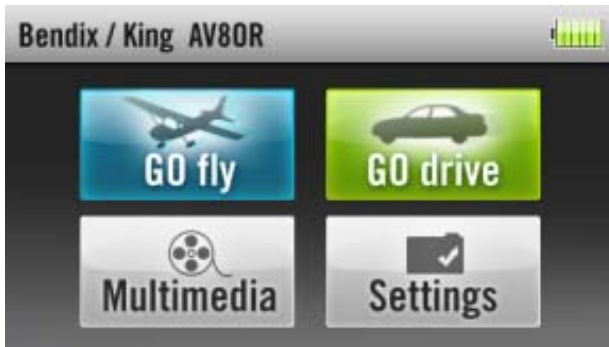 Bendix / King AV8OR
GO fly
GO drive
Multimedia
Settings